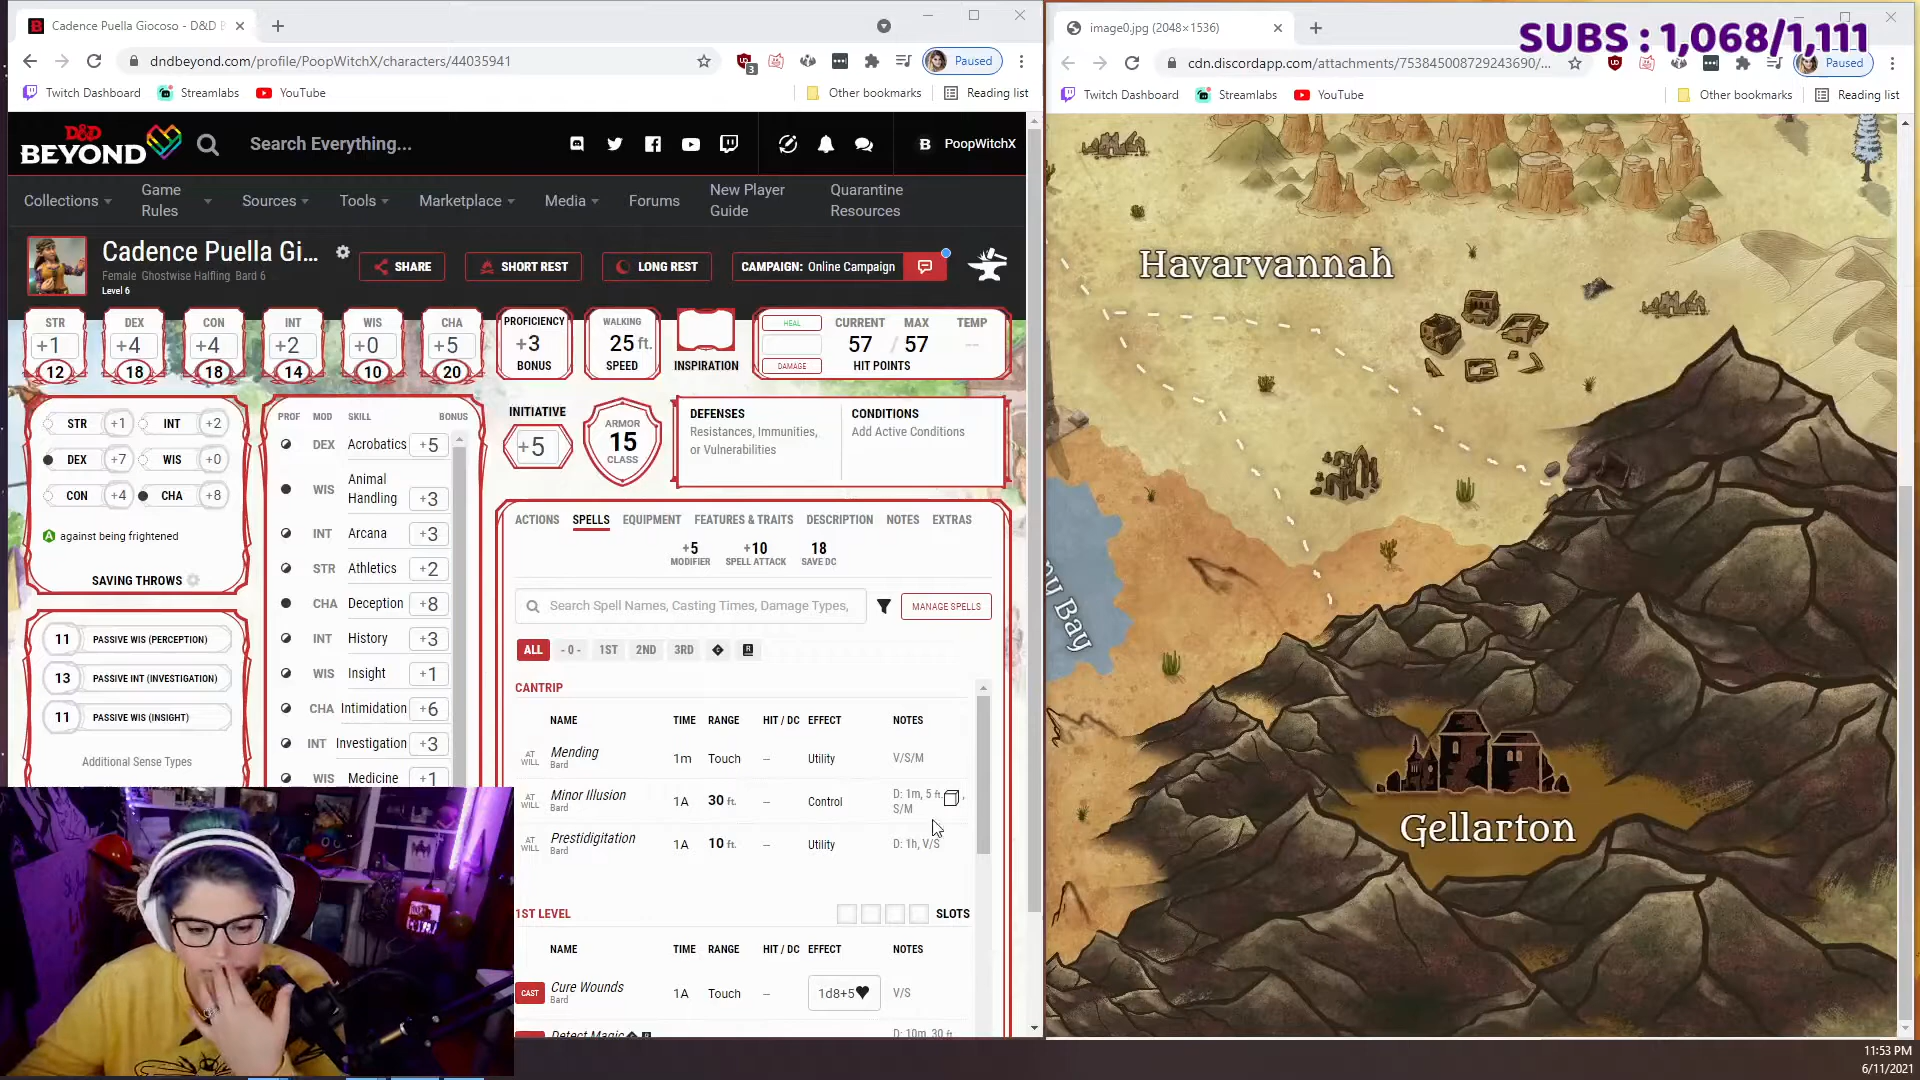 Cadence Puella Giocoso - D&D
dndbeyond.com/profile/PoopWitchX/characters/44035941
3
Paused
Twitch Dashboard
Streamlabs
YouTube
Other bookmarks
Reading list
D&D
BEYOND
Search Everything...
PoopWitchX
Collections
Game
Rules
Sources
Tools
Marketplace
Media
Forums
New Player
Guide
Quarantine
Resources
Cadence Puella Gi...
Female Ghostwise Halfling Bard 6
Level 6
SHARE
SHORT REST
LONG REST
CAMPAIGN: Online Campaign
STR
+1
12
DEX
+4
18
CON
+4
18
INT
+2
14
WIS
+0
10
CHA
+5
20
PROFICIENCY
+3
BONUS
WALKING
25 ft.
SPEED
INSPIRATION
HEAL
DAMAGE
CURRENT MAX TEMP
57 / 57 --
HIT POINTS
STR +1 INT +2
DEX +7 WIS +0
CON +4 CHA +8
against being frightened
SAVING THROWS
11 PASSIVE WIS (PERCEPTION)
13 PASSIVE INT (INVESTIGATION)
11 PASSIVE WIS (INSIGHT)
Additional Sense Types
PROF MOD SKILL BONUS
DEX Acrobatics +5
WIS Animal Handling +3
INT Arcana +3
STR Athletics +2
CHA Deception +8
INT History +3
WIS Insight +1
CHA Intimidation +6
INT Investigation +3
WIS Medicine +1
INITIATIVE
+5
ARMOR
15
CLASS
DEFENSES
Resistances, Immunities,
or Vulnerabilities
CONDITIONS
Add Active Conditions
ACTIONS SPELLS EQUIPMENT FEATURES & TRAITS DESCRIPTION NOTES EXTRAS
+5 +10 18
MODIFIER SPELL ATTACK SAVE DC
Search Spell Names, Casting Times, Damage Types,
MANAGE SPELLS
ALL - 0 - 1ST 2ND 3RD
CANTRIP
NAME TIME RANGE HIT / DC EFFECT NOTES
AT WILL Mending 1m Touch -- Utility V/S/M
Bard
AT WILL Minor Illusion 1A 30 ft. -- Control D: 1m, 5 ft.
Bard S/M
AT WILL Prestidigitation 1A 10 ft. -- Utility D: 1h, V/S
Bard
1ST LEVEL SLOTS
NAME TIME RANGE HIT / DC EFFECT NOTES
CAST Cure Wounds 1A Touch -- 1d8+5 V/S
Bard
Detect Magic D: 10m, 30 ft.
image0.jpg (2048×1536)
SUBS : 1,068/1,111
cdn.discordapp.com/attachments/753845008729243690/...
Paused
Twitch Dashboard
Streamlabs
YouTube
Other bookmarks
Reading list
Havarvannah
Bay
Gellarton
11:53 PM
6/11/2021